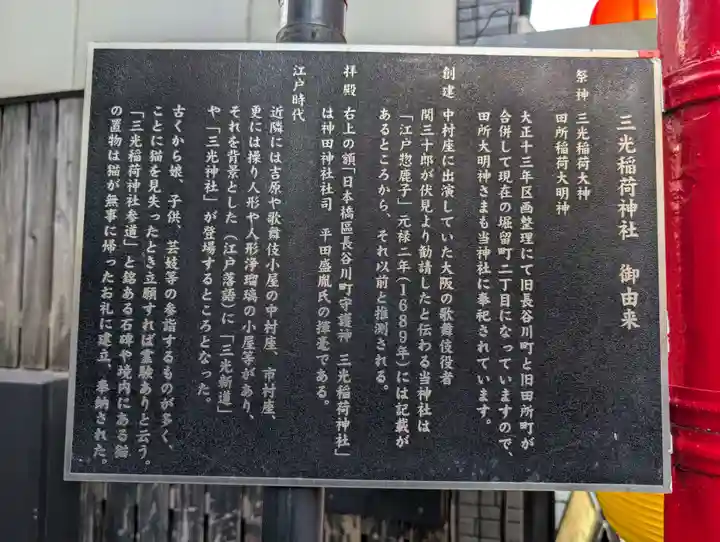 三光稲荷神社 御由来
祭神 三光稲荷大神
田所稲荷大明神
大正十三年区画整理にて旧長谷川町と旧田所町が
合併して現在の堀留町二丁目になっていますので、
田所大明神さまも当神社に奉祀されています。
創建 中村座に出演していた大阪の歌舞伎役者
関三十郎が伏見より勧請したと伝わる当神社は
「江戸惣鹿子」元禄二年(1689年)には記載が
あるところから、それ以前と推測される。
拝殿 右上の額「日本橋區長谷川町守護神 三光稲荷神社」
は神田神社社司 平田盛胤氏の揮毫である。
江戸時代
近隣には吉原や歌舞伎小屋の中村座、市村座、
更には操り人形や人形浄瑠璃の小屋等があり、
それを背景とした(江戸落語)に「三光新道」
や「三光神社」が登場するところとなった。
古くから娘、子供、芸妓等の参詣するものが多く、
ことに猫を見失ったとき立願すれば霊験ありと云う。
「三光稲荷神社参道」と銘ある石碑や境内にある猫
の置物は猫が無事に帰ったお礼に建立、奉納された。